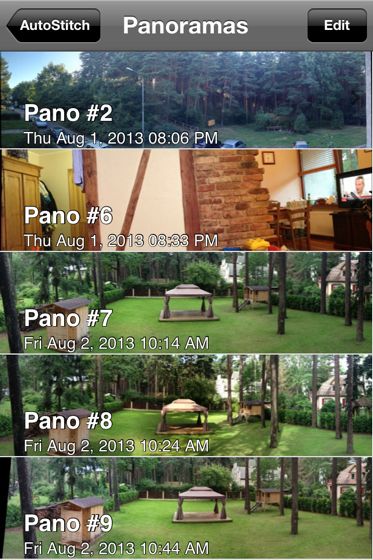 AutoStitch
Panoramas
Edit
Pano #2
Thu Aug 1, 2013 08:06 PM
Pano #6
Thu Aug 1, 2013 08:33 PM
Pano #7
Fri Aug 2, 2013 10:14 AM
Pano #8
Fri Aug 2, 2013 10:24 AM
Pano #9
Fri Aug 2, 2013 10:44 AM